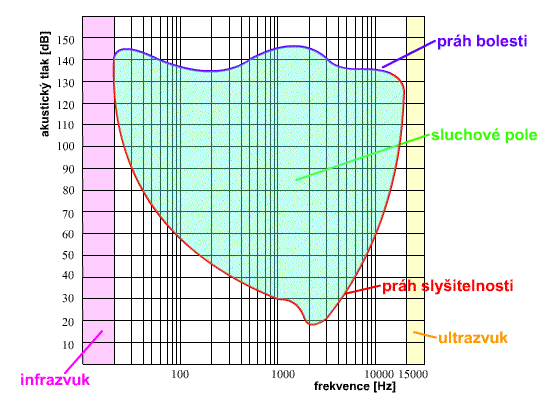 akustický tlak [dB]
150
140
130
120
110
100
90
80
70
60
50
40
30
20
10
práh bolesti
sluchové pole
práh slyšitelnosti
ultrazvuk
infrazvuk
100
1000
10000
15000
frekvence [Hz]